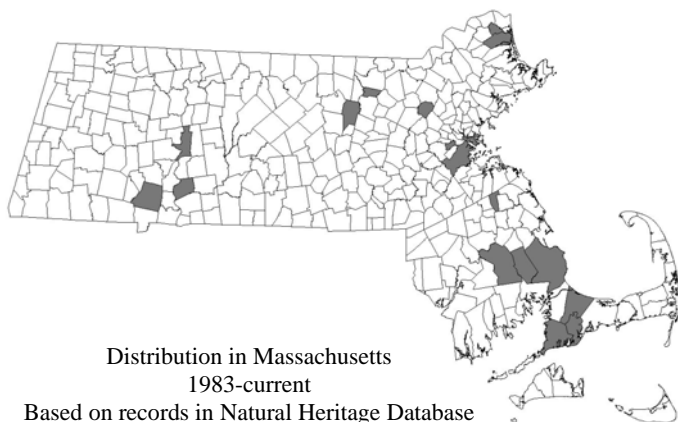 Distribution in Massachusetts
1983-current
Based on records in Natural Heritage Database